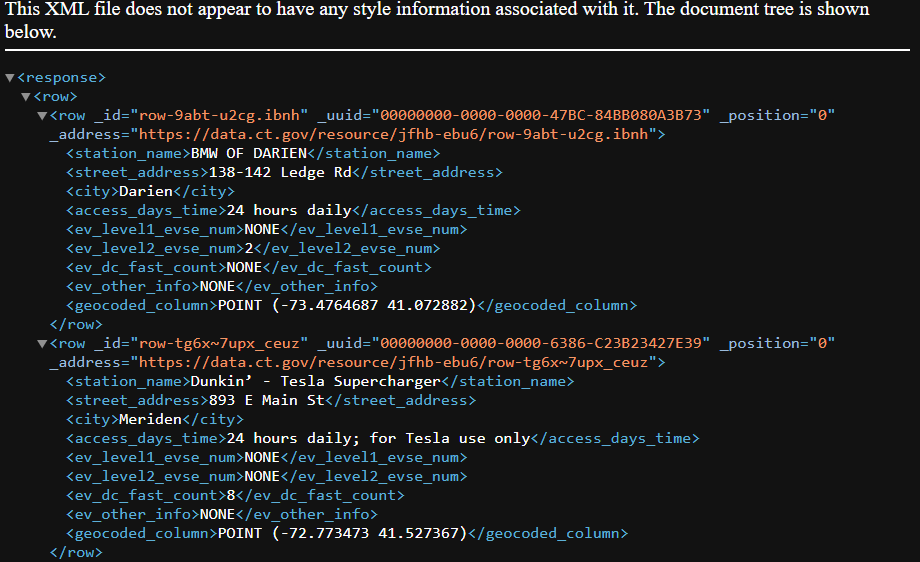 This XML file does not appear to have any style information associated with it. The document tree is shown
below.
▼<response>
▼<row>
▼<row _id="row-9abt-u2cg.ibnh" _uuid="00000000-0000-0000-47BC-84BB080A3B73" _position="0"
_address="https://data.ct.gov/resource/jfhb-ebu6/row-9abt-u2cg.ibnh">
<station_name>BMW OF DARIEN</station_name>
<street_address>138-142 Ledge Rd</street_address>
<city>Darien</city>
<access_days_time>24 hours daily</access_days_time>
<ev_level1_evse_num>NONE</ev_level1_evse_num>
<ev_level2_evse_num>2</ev_level2_evse_num>
<ev_dc_fast_count>NONE</ev_dc_fast_count>
<ev_other_info>NONE</ev_other_info>
<geocoded_column>POINT (-73.4764687 41.072882)</geocoded_column>
</row>
▼<row _id="row-tg6x~7upx_ceuz" _uuid="00000000-0000-0000-6386-C23B23427E39" _position="0"
_address="https://data.ct.gov/resource/jfhb-ebu6/row-tg6x~7upx_ceuz">
<station_name>Dunkin’ - Tesla Supercharger</station_name>
<street_address>893 E Main St</street_address>
<city>Meriden</city>
<access_days_time>24 hours daily; for Tesla use only</access_days_time>
<ev_level1_evse_num>NONE</ev_level1_evse_num>
<ev_level2_evse_num>NONE</ev_level2_evse_num>
<ev_dc_fast_count>8</ev_dc_fast_count>
<ev_other_info>NONE</ev_other_info>
<geocoded_column>POINT (-72.773473 41.527367)</geocoded_column>
</row>